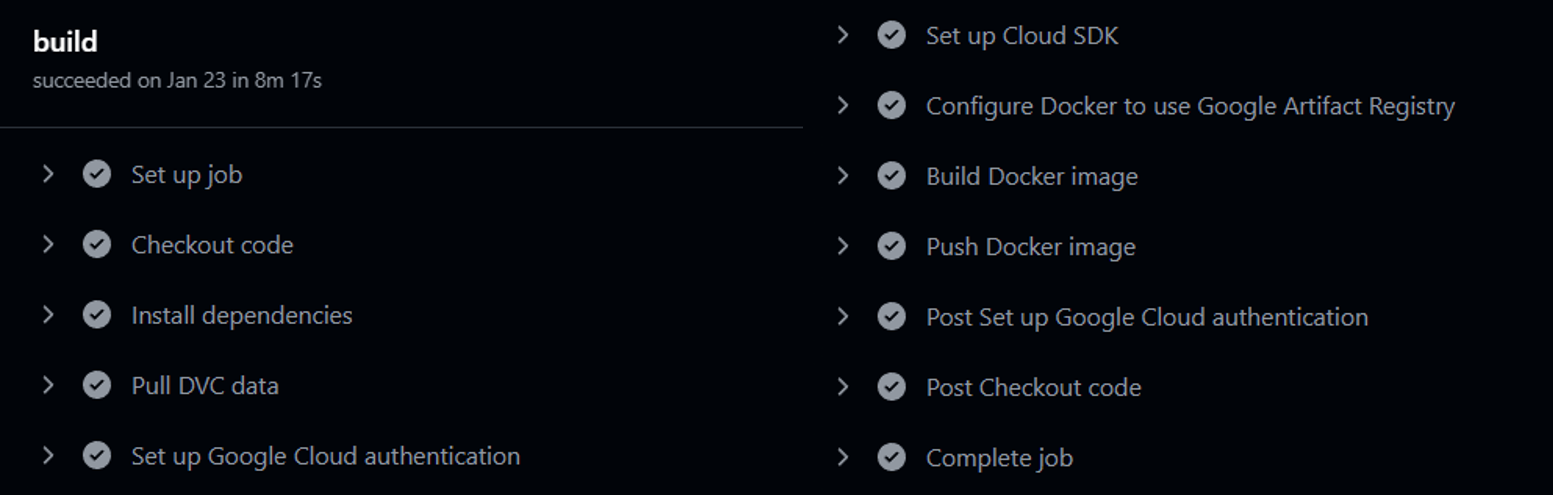 build
succeeded on Jan 23 in 8m 17s
Set up job
Checkout code
Install dependencies
Pull DVC data
Set up Google Cloud authentication
Set up Cloud SDK
Configure Docker to use Google Artifact Registry
Build Docker image
Push Docker image
Post Set up Google Cloud authentication
Post Checkout code
Complete job